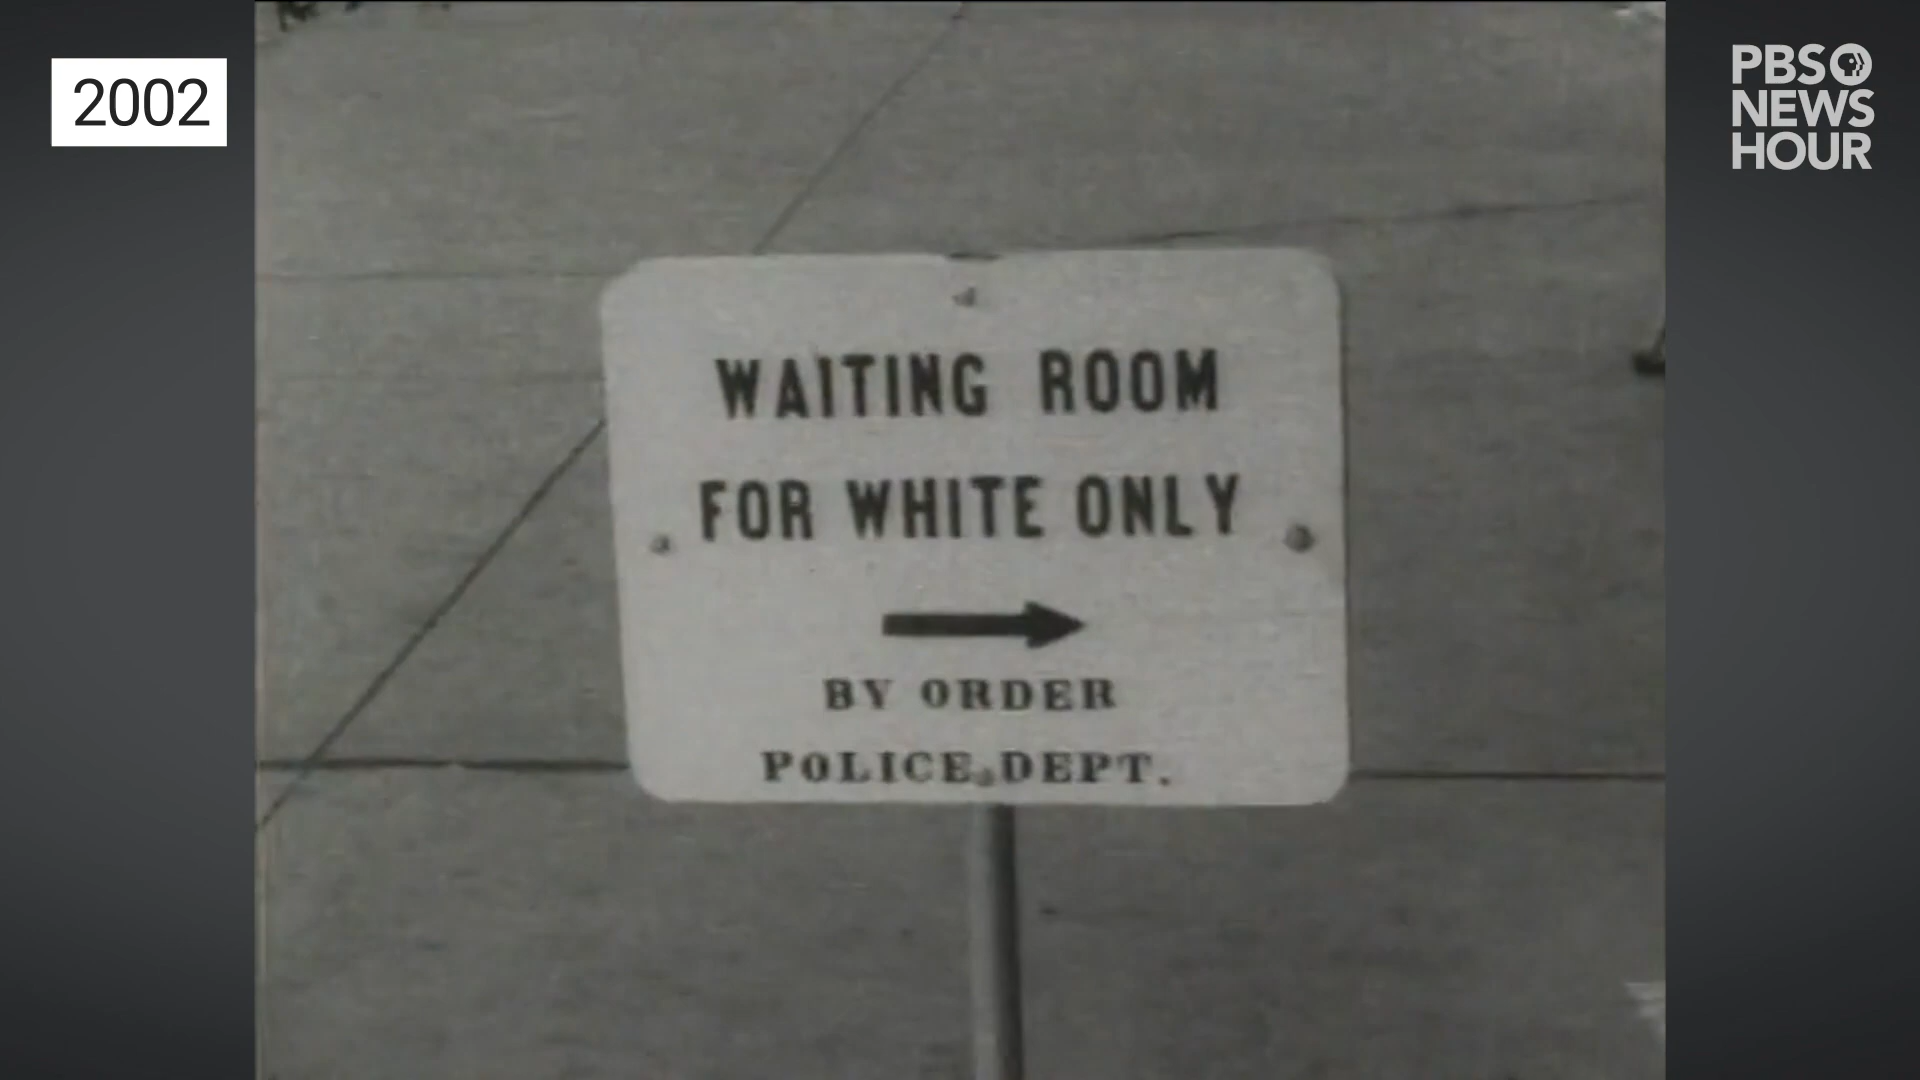 2002
PBS
NEWS
HOUR
WAITING ROOM
FOR WHITE ONLY
BY ORDER
POLICE DEPT.